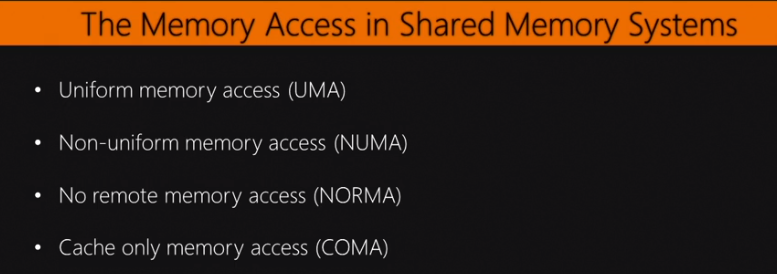 The Memory Access in Shared Memory Systems
• Uniform memory access (UMA)
• Non-uniform memory access (NUMA)
• No remote memory access (NORMA)
• Cache only memory access (COMA)